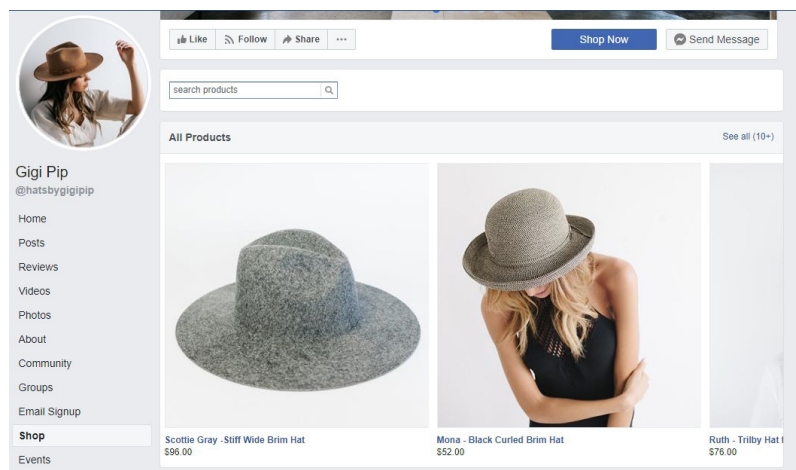 Like Follow Share ...
Shop Now Send Message
search products
All Products See all (10+)
Gigi Pip
@hatsbygigipip
Home
Posts
Reviews
Videos
Photos
About
Community
Groups
Email Signup
Shop
Events
Scottie Gray -Stiff Wide Brim Hat
$96.00
Mona - Black Curled Brim Hat
$52.00
Ruth - Trilby Hat
$76.00